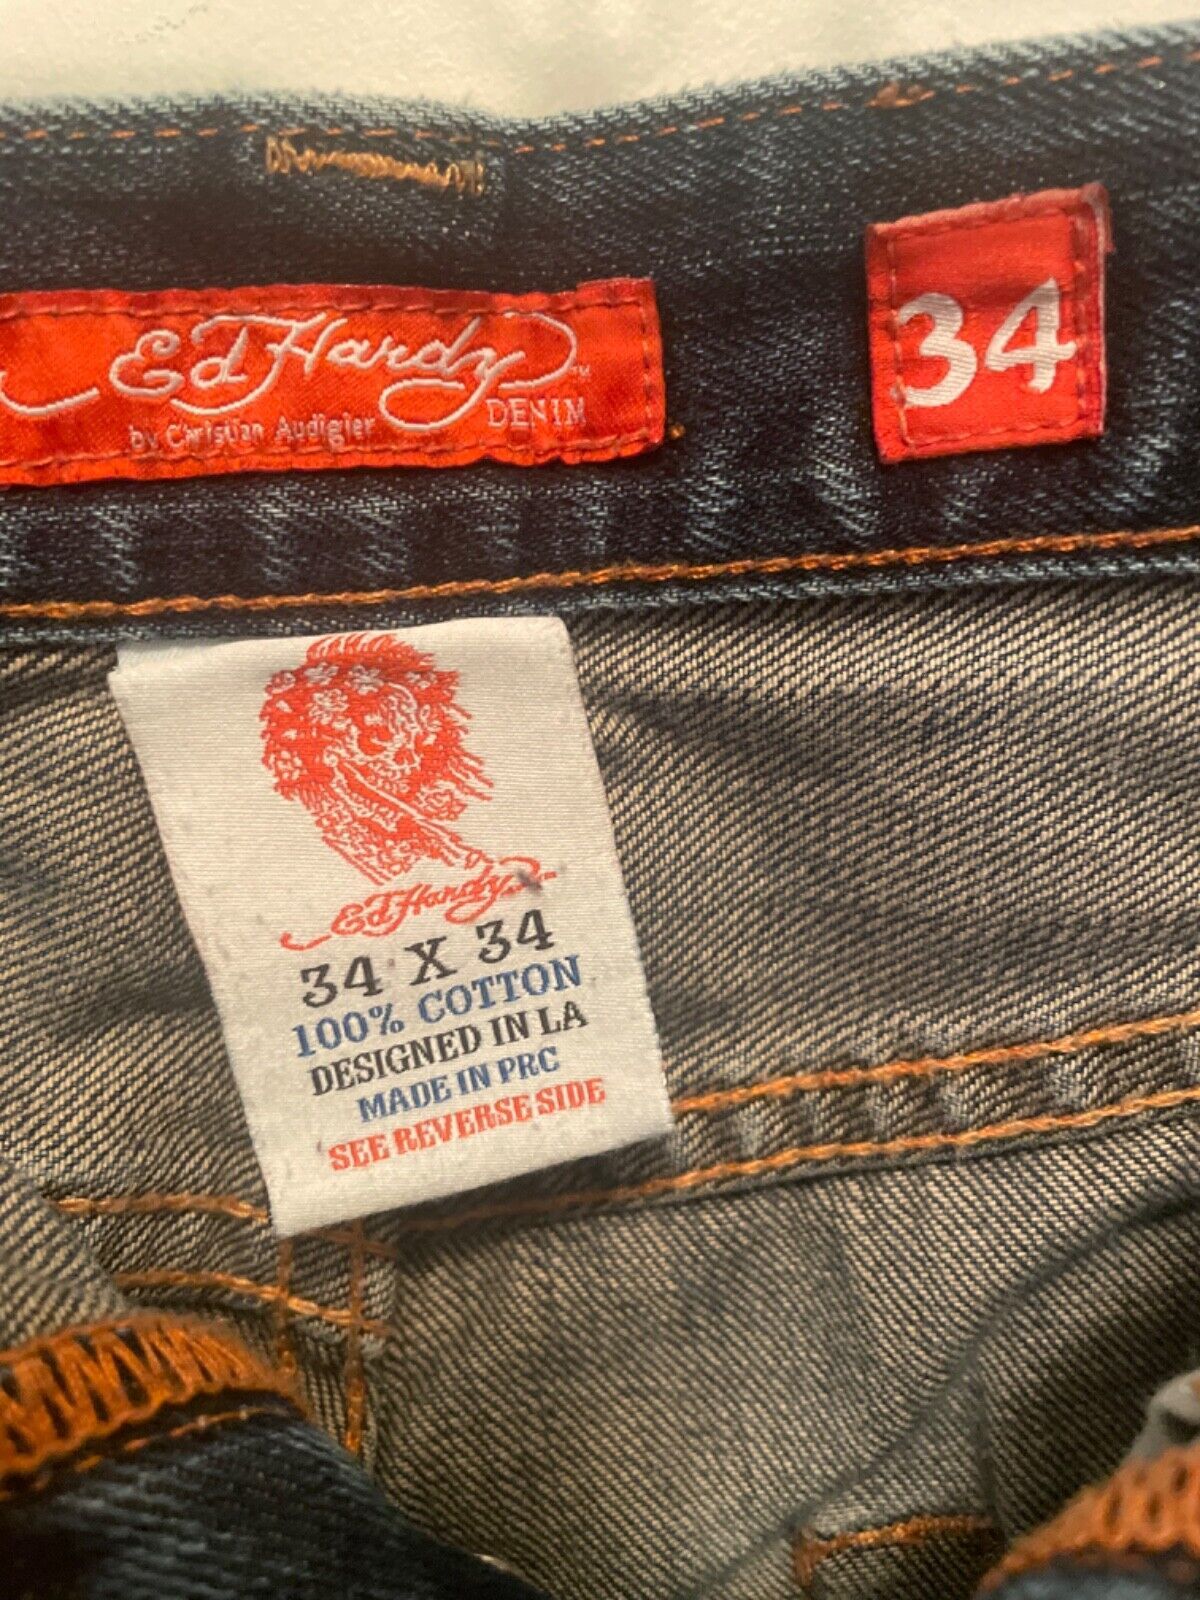 Ed Hardy™
by Christian Audigier DENIM
34
Ed Hardy
34 X 34
100% COTTON
DESIGNED IN LA
MADE IN PRC
SEE REVERSE SIDE